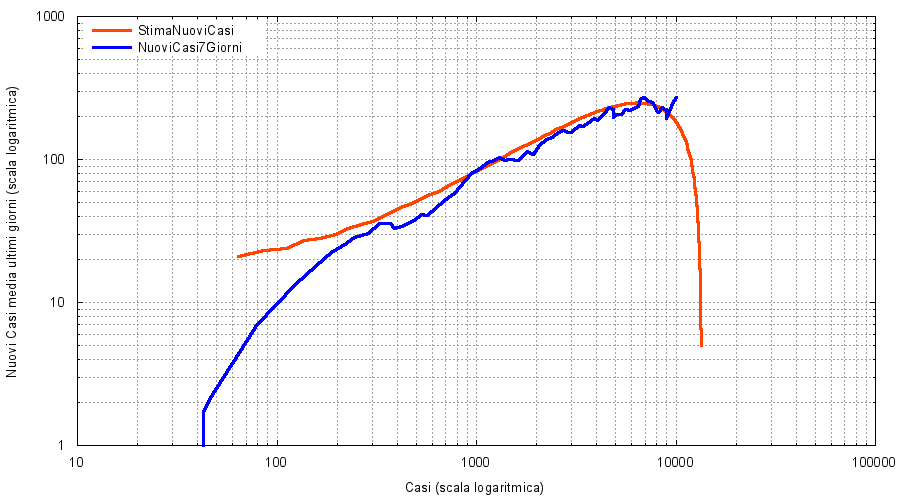 1000
StimaNuoviCasi
NuoviCasi7Giorni
100
10
1
Nuovi Casi media ultimi giorni (scala logaritmica)
10 100 1000 10000 100000
Casi (scala logaritmica)